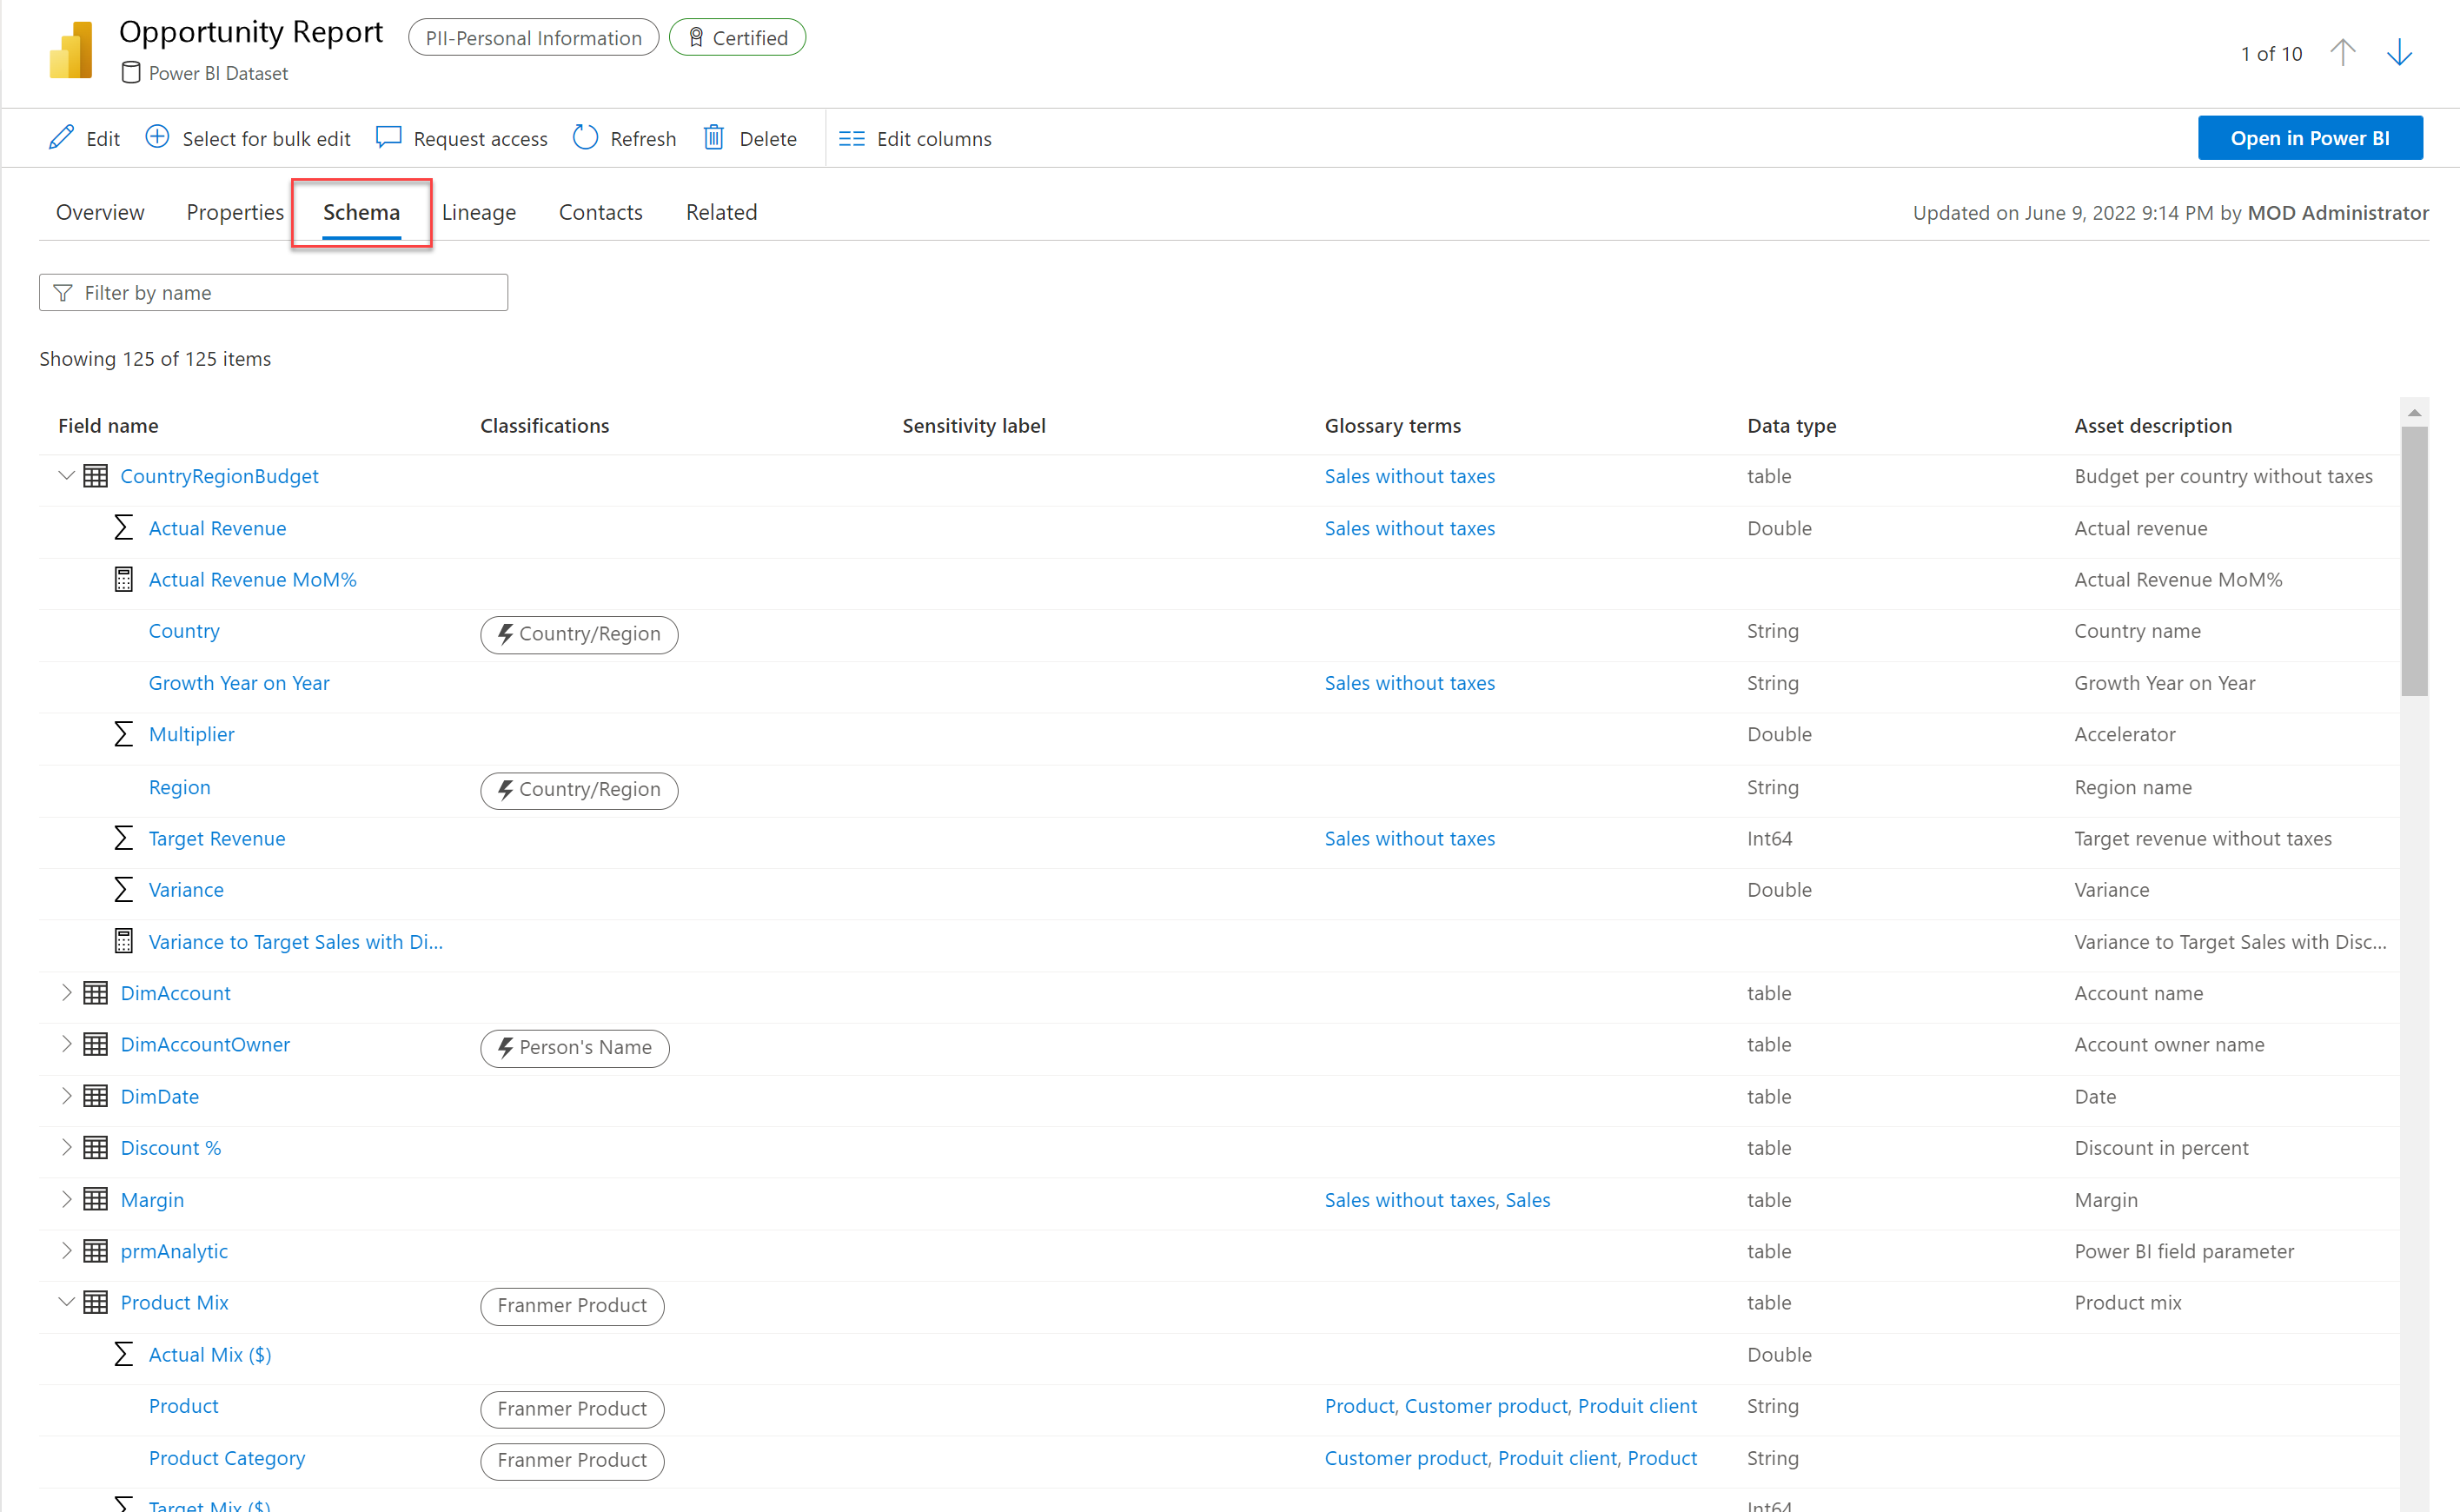 Opportunity Report PII-Personal Information Certified
Power BI Dataset
1 of 10
Edit Select for bulk edit Request access Refresh Delete Edit columns Open in Power BI
Overview Properties Schema Lineage Contacts Related Updated on June 9, 2022 9:14 PM by MOD Administrator
Filter by name
Showing 125 of 125 items
Field name Classifications Sensitivity label Glossary terms Data type Asset description
CountryRegionBudget Sales without taxes table Budget per country without taxes
Actual Revenue Sales without taxes Double Actual revenue
Actual Revenue MoM% Actual Revenue MoM%
Country Country/Region String Country name
Growth Year on Year Sales without taxes String Growth Year on Year
Multiplier Double Accelerator
Region Country/Region String Region name
Target Revenue Sales without taxes Int64 Target revenue without taxes
Variance Double Variance
Variance to Target Sales with Di... Variance to Target Sales with Disc...
DimAccount table Account name
DimAccountOwner Person's Name table Account owner name
DimDate table Date
Discount % table Discount in percent
Margin Sales without taxes, Sales table Margin
prmAnalytic table Power BI field parameter
Product Mix Franmer Product table Product mix
Actual Mix ($) Double
Product Franmer Product Product, Customer product, Produit client String
Product Category Franmer Product Customer product, Produit client, Product String
Target Mix ($) Int64